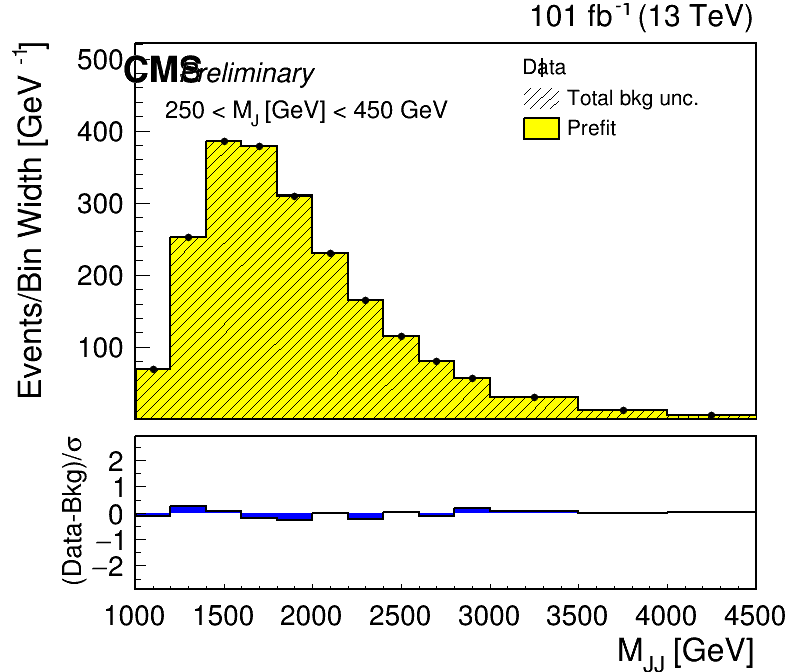 101 fb⁻¹ (13 TeV)
CMS Preliminary
250 < M_J [GeV] < 450 GeV
Data
Total bkg unc.
Prefit
Events/Bin Width [GeV⁻¹]
500
400
300
200
100
(Data-Bkg)/σ
2
1
0
−1
−2
1000 1500 2000 2500 3000 3500 4000 4500
M_JJ [GeV]